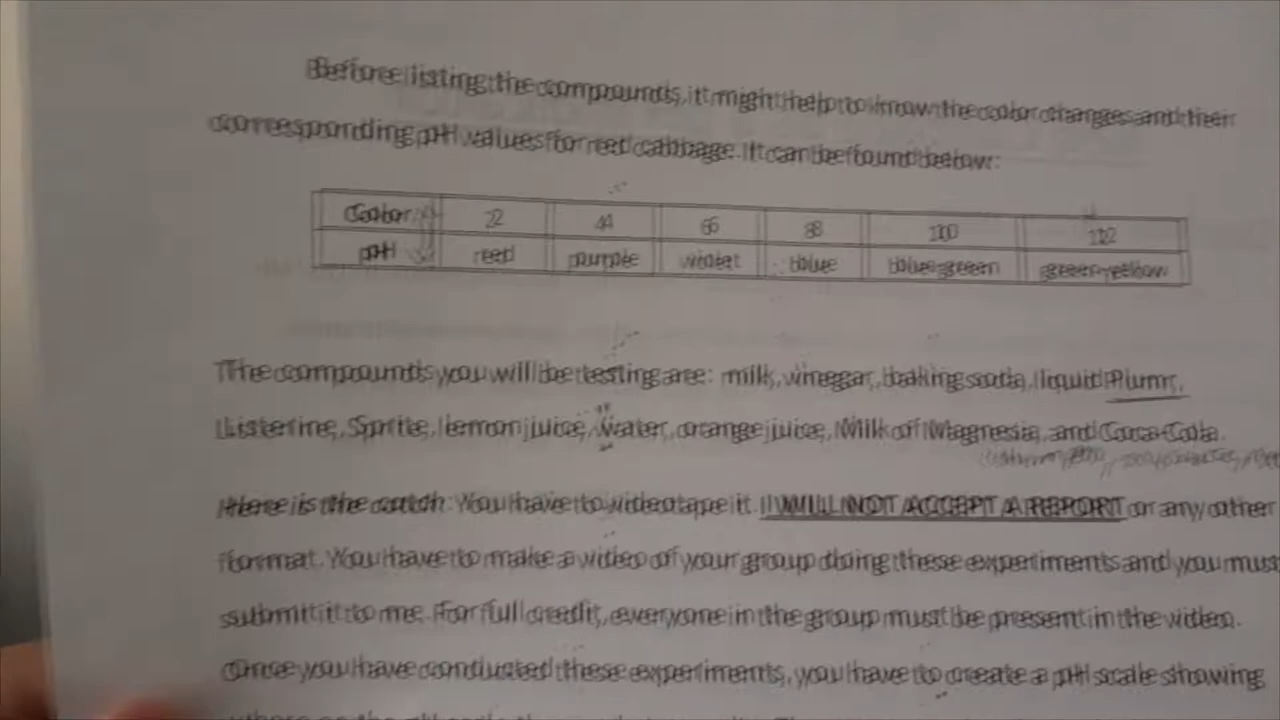 Before listing the compounds, it might help to know the color changes and their
corresponding pH values for red cabbage. It can be found below:
Color 2 4 6 8 10 12
pH red purple violet blue blue-green green-yellow
The compounds you will be testing are: milk, vinegar, baking soda, liquid Plumr,
Listerine, Sprite, lemon juice, water, orange juice, Milk of Magnesia, and Coca-Cola.
Here is the catch: You have to videotape it. I WILL NOT ACCEPT A REPORT or any other
format. You have to make a video of your group doing these experiments and you must
submit it to me. For full credit, everyone in the group must be present in the video.
Once you have conducted these experiments, you have to create a pH scale showing